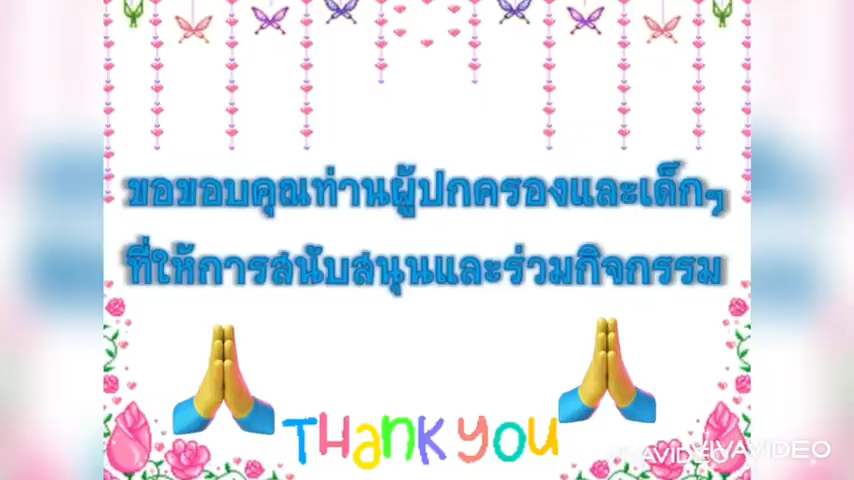 ขอขอบคุณท่านผู้ปกครองและเด็กๆ
ที่ให้การสนับสนุนและร่วมกิจกรรม
THanK YOU
VIVAVIDEO
VIVAVIDEO